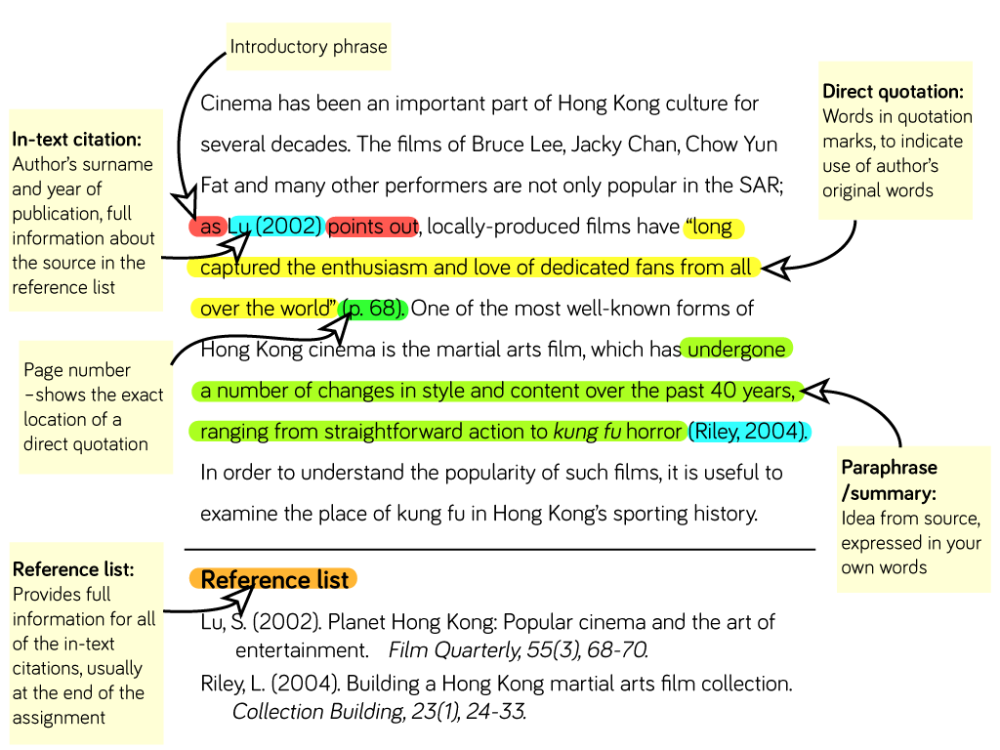 Introductory phrase
Cinema has been an important part of Hong Kong culture for
several decades. The films of Bruce Lee, Jacky Chan, Chow Yun
Fat and many other performers are not only popular in the SAR;
as Lu (2002) points out, locally-produced films have “long
captured the enthusiasm and love of dedicated fans from all
over the world” (p. 68). One of the most well-known forms of
Hong Kong cinema is the martial arts film, which has undergone
a number of changes in style and content over the past 40 years,
ranging from straightforward action to kung fu horror (Riley, 2004).
In order to understand the popularity of such films, it is useful to
examine the place of kung fu in Hong Kong’s sporting history.
In-text citation:
Author’s surname
and year of
publication, full
information about
the source in the
reference list
Page number
–shows the exact
location of a
direct quotation
Direct quotation:
Words in quotation
marks, to indicate
use of author’s
original words
Paraphrase
/summary:
Idea from source,
expressed in your
own words
Reference list:
Provides full
information for all
of the in-text
citations, usually
at the end of the
assignment
Reference list
Lu, S. (2002). Planet Hong Kong: Popular cinema and the art of
entertainment. Film Quarterly, 55(3), 68-70.
Riley, L. (2004). Building a Hong Kong martial arts film collection.
Collection Building, 23(1), 24-33.